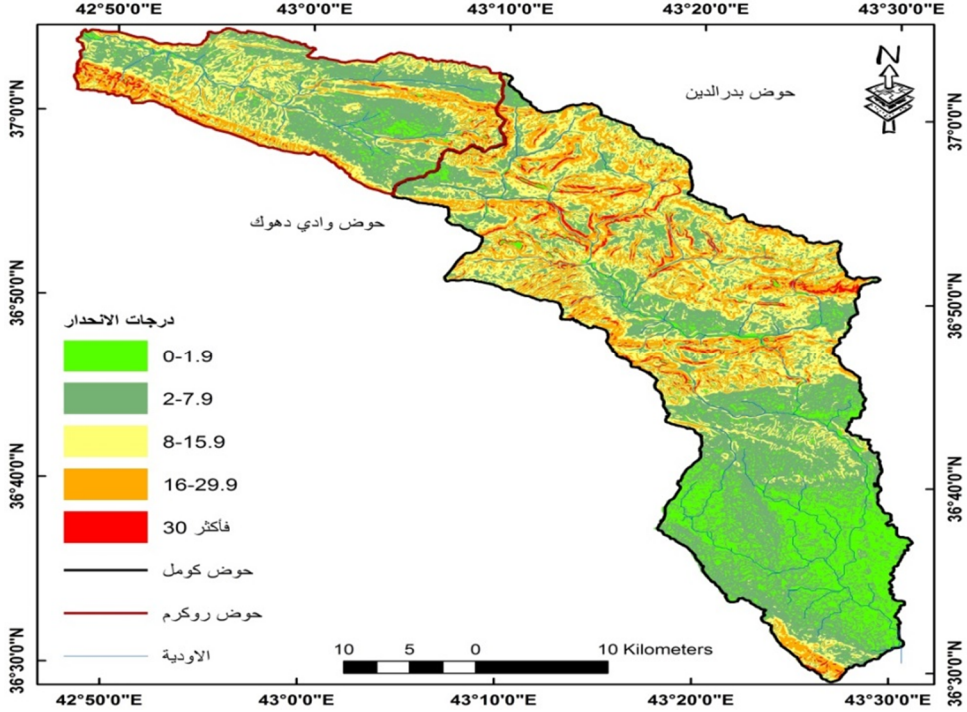 42°50'0"E 43°0'0"E 43°10'0"E 43°20'0"E 43°30'0"E
N
حوض بدرالدين
37°0'0"N 37°0'0"N
حوض وادي دهوك
36°50'0"N 36°50'0"N
درجات الانحدار
0-1.9
2-7.9
8-15.9
16-29.9
30 فأكثر
حوض كومل
حوض روكرم
الاودية
36°40'0"N 36°40'0"N
10 5 0 10 Kilometers
36°30'0"N 36°30'0"N
42°50'0"E 43°0'0"E 43°10'0"E 43°20'0"E 43°30'0"E